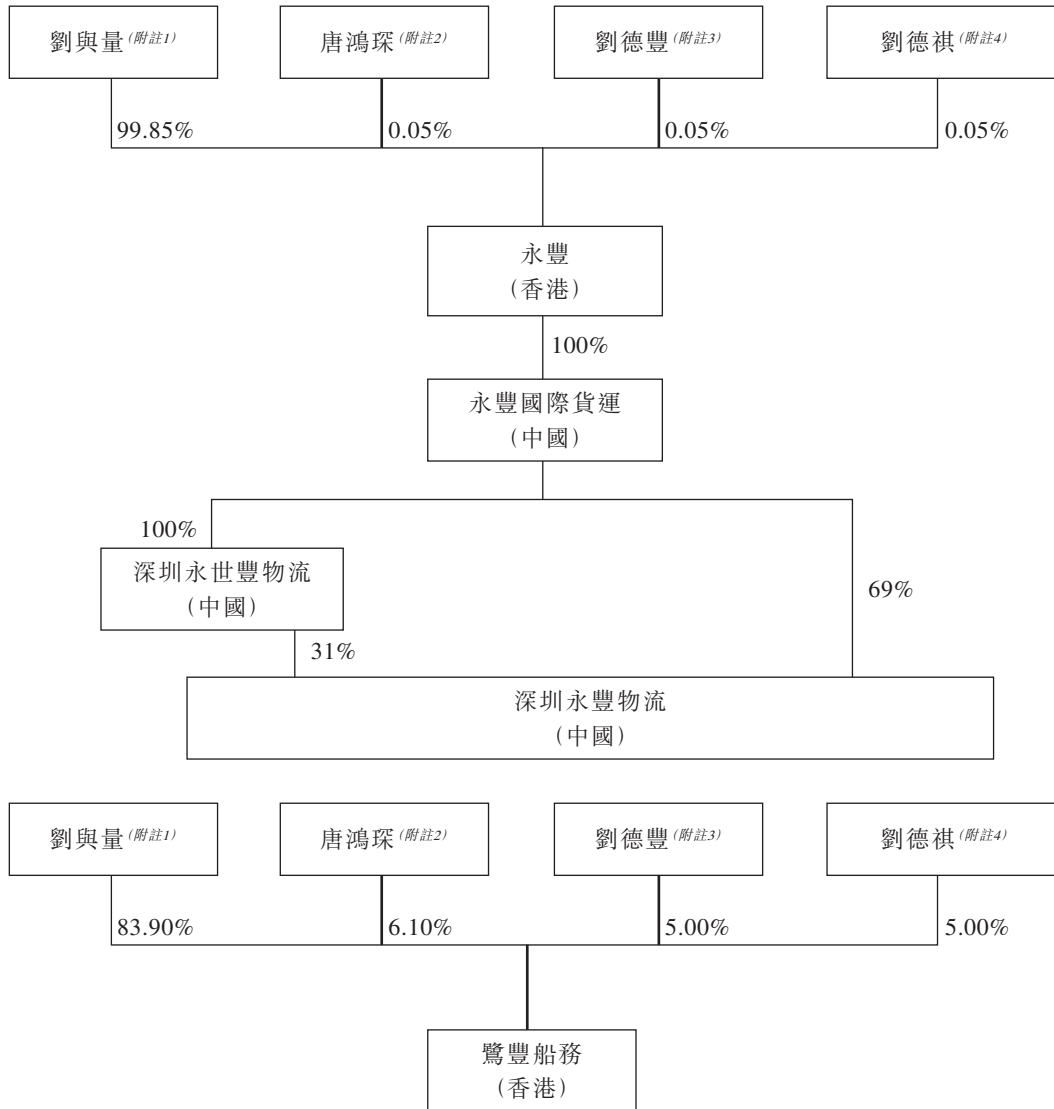 劉與量(附註1)
唐鴻琛(附註2)
劉德豐(附註3)
劉德祺(附註4)
99.85%
0.05%
0.05%
0.05%
永豐
(香港)
100%
永豐國際貨運
(中國)
100%
深圳永世豐物流
(中國)
69%
31%
深圳永豐物流
(中國)
劉與量(附註1)
唐鴻琛(附註2)
劉德豐(附註3)
劉德祺(附註4)
83.90%
6.10%
5.00%
5.00%
鷺豐船務
(香港)